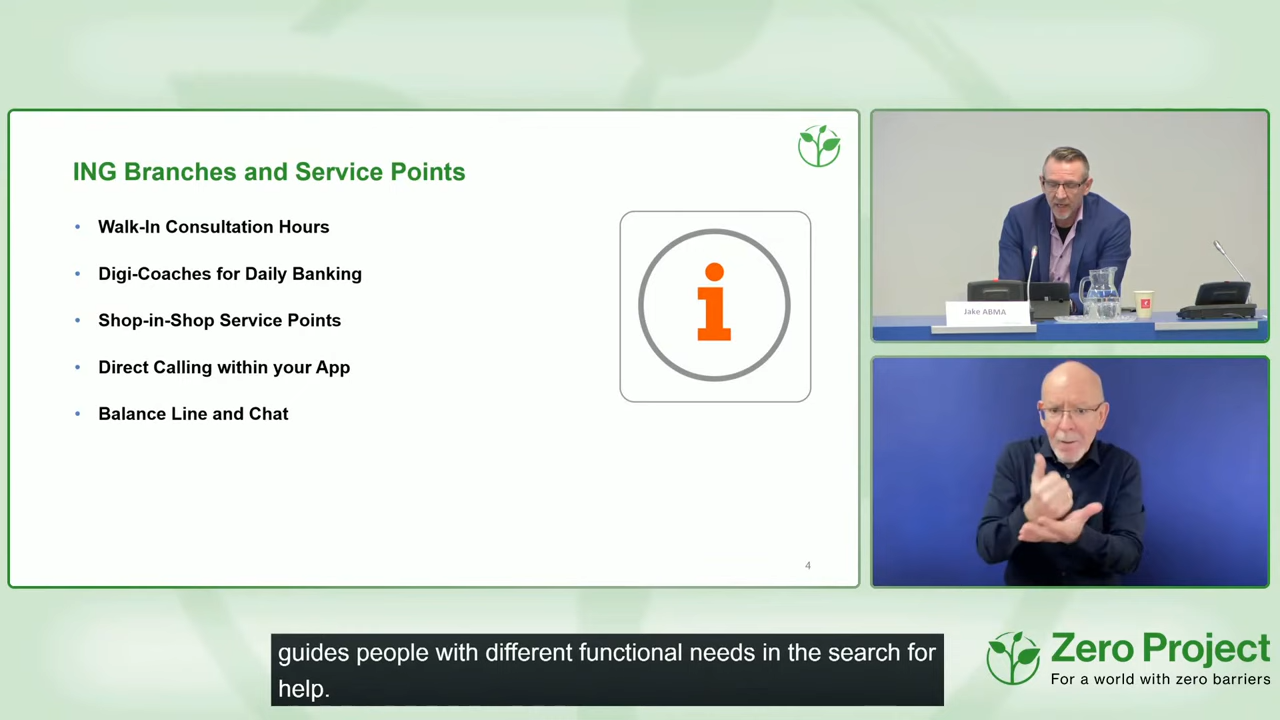 ING Branches and Service Points
• Walk-In Consultation Hours
• Digi-Coaches for Daily Banking
• Shop-in-Shop Service Points
• Direct Calling within your App
• Balance Line and Chat
i
4
Jake ABMA
guides people with different functional needs in the search for
help.
Zero Project
For a world with zero barriers